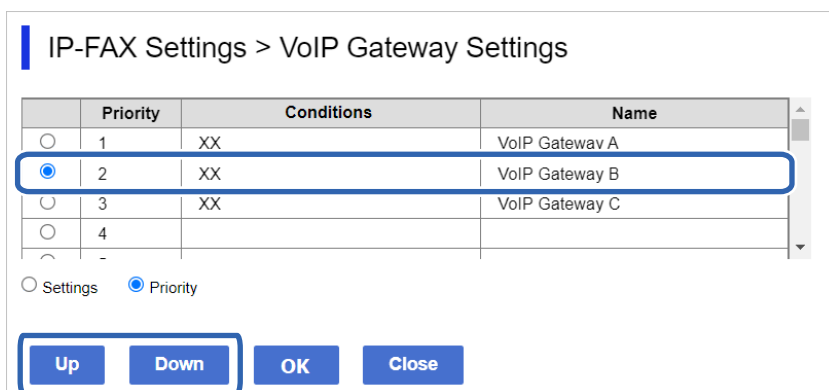 IP-FAX Settings > VoIP Gateway Settings
Priority Conditions Name
1 XX VoIP Gateway A
2 XX VoIP Gateway B
3 XX VoIP Gateway C
4
Settings Priority
Up Down OK Close